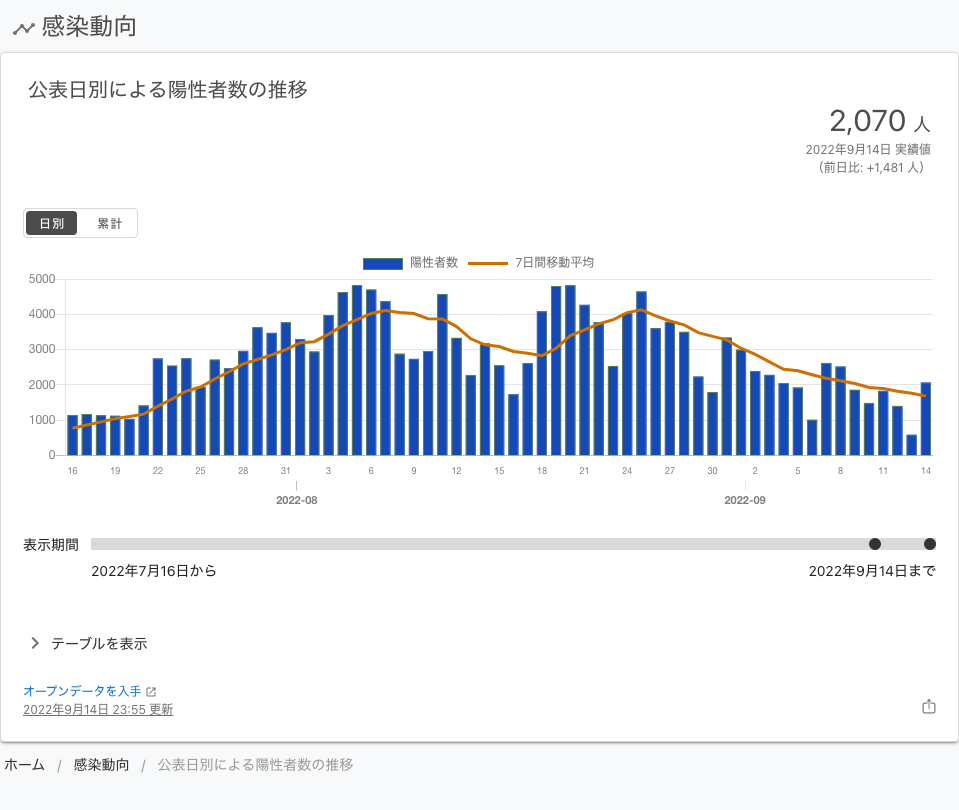 感染動向
公表日別による陽性者数の推移
2,070 人
2022年9月14日 実績値
（前日比: +1,481 人）
日別 累計
陽性者数 7日間移動平均
5000
4000
3000
2000
1000
0
16 19 22 25 28 31 3 6 9 12 15 18 21 24 27 30 2 5 8 11 14
2022-08 2022-09
表示期間
2022年7月16日から 2022年9月14日まで
テーブルを表示
オープンデータを入手
2022年9月14日 23:55 更新
ホーム / 感染動向 / 公表日別による陽性者数の推移